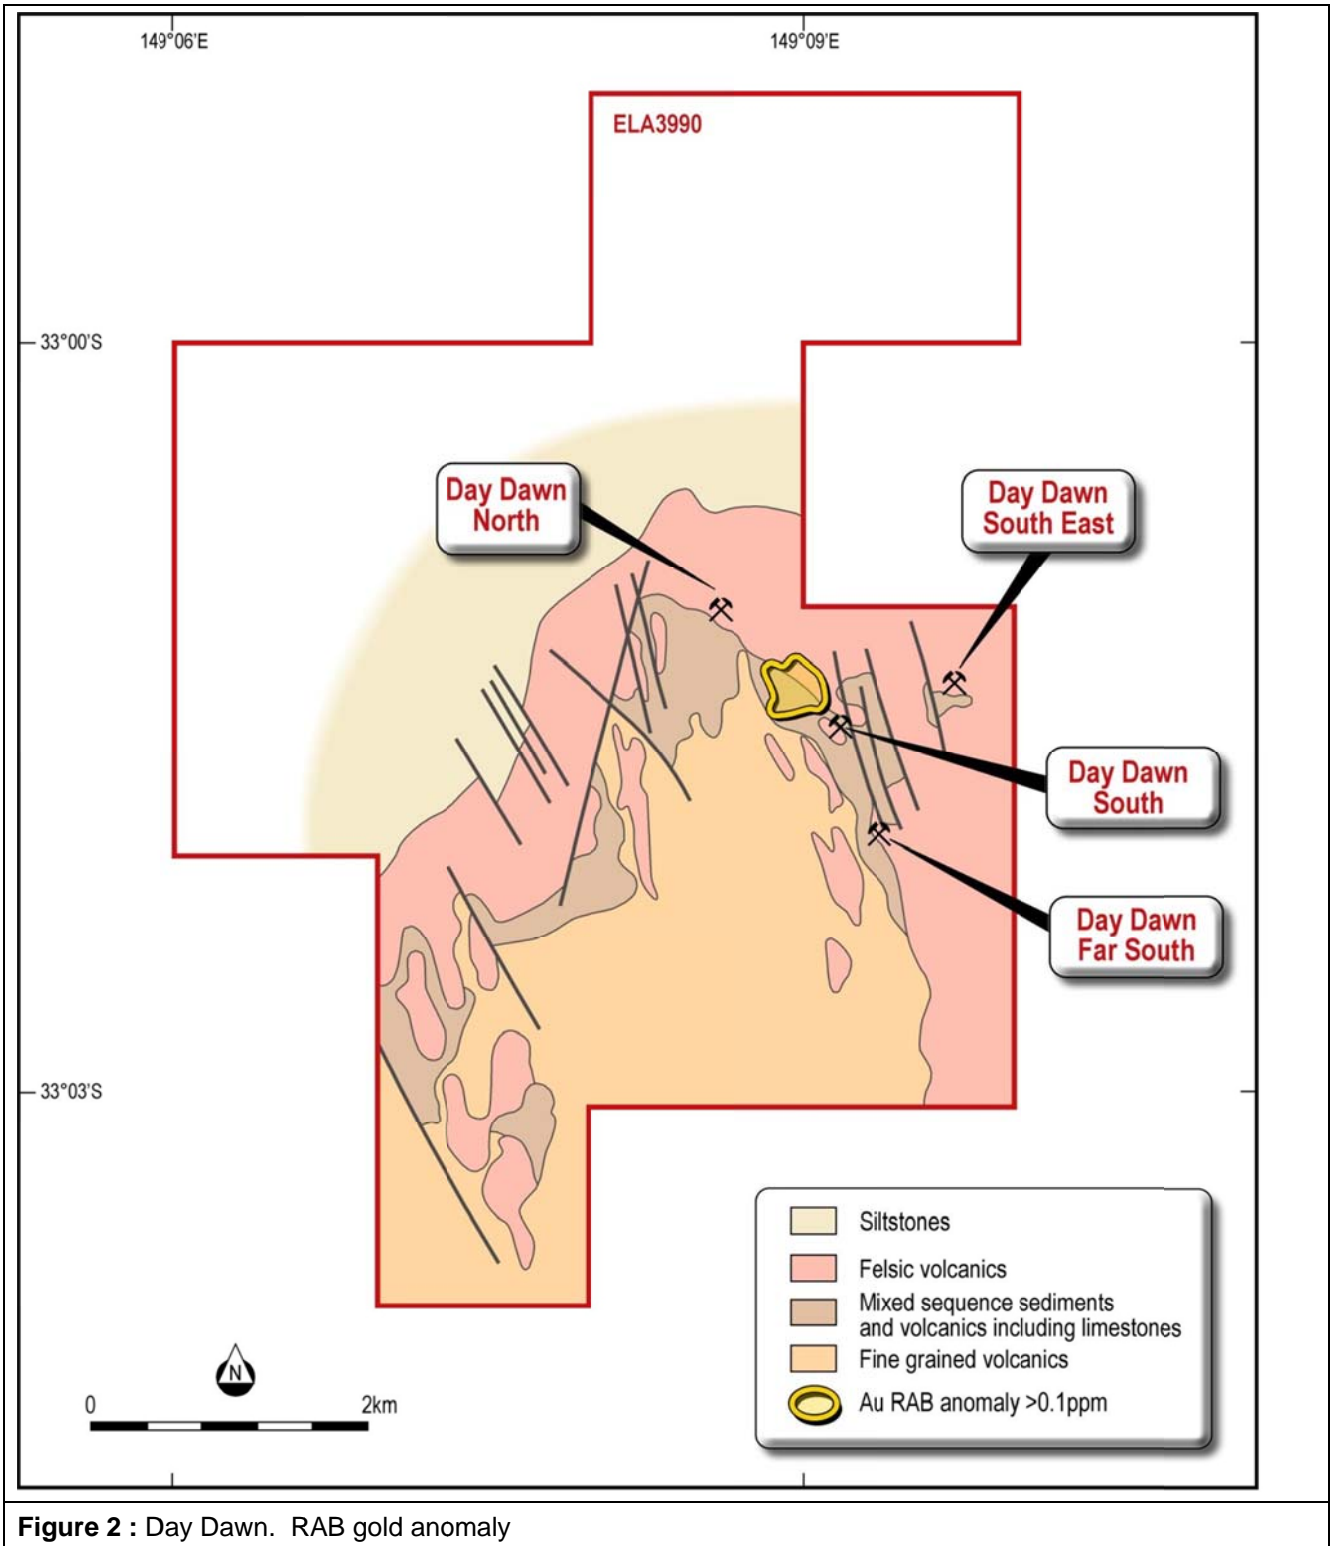 149°06'E
149°09'E
ELA3990
33°00'S
Day Dawn
North
Day Dawn
South East
Day Dawn
South
Day Dawn
Far South
33°03'S
Siltstones
Felsic volcanics
Mixed sequence sediments
and volcanics including limestones
Fine grained volcanics
Au RAB anomaly >0.1ppm
N
0
2km
Figure 2 : Day Dawn. RAB gold anomaly